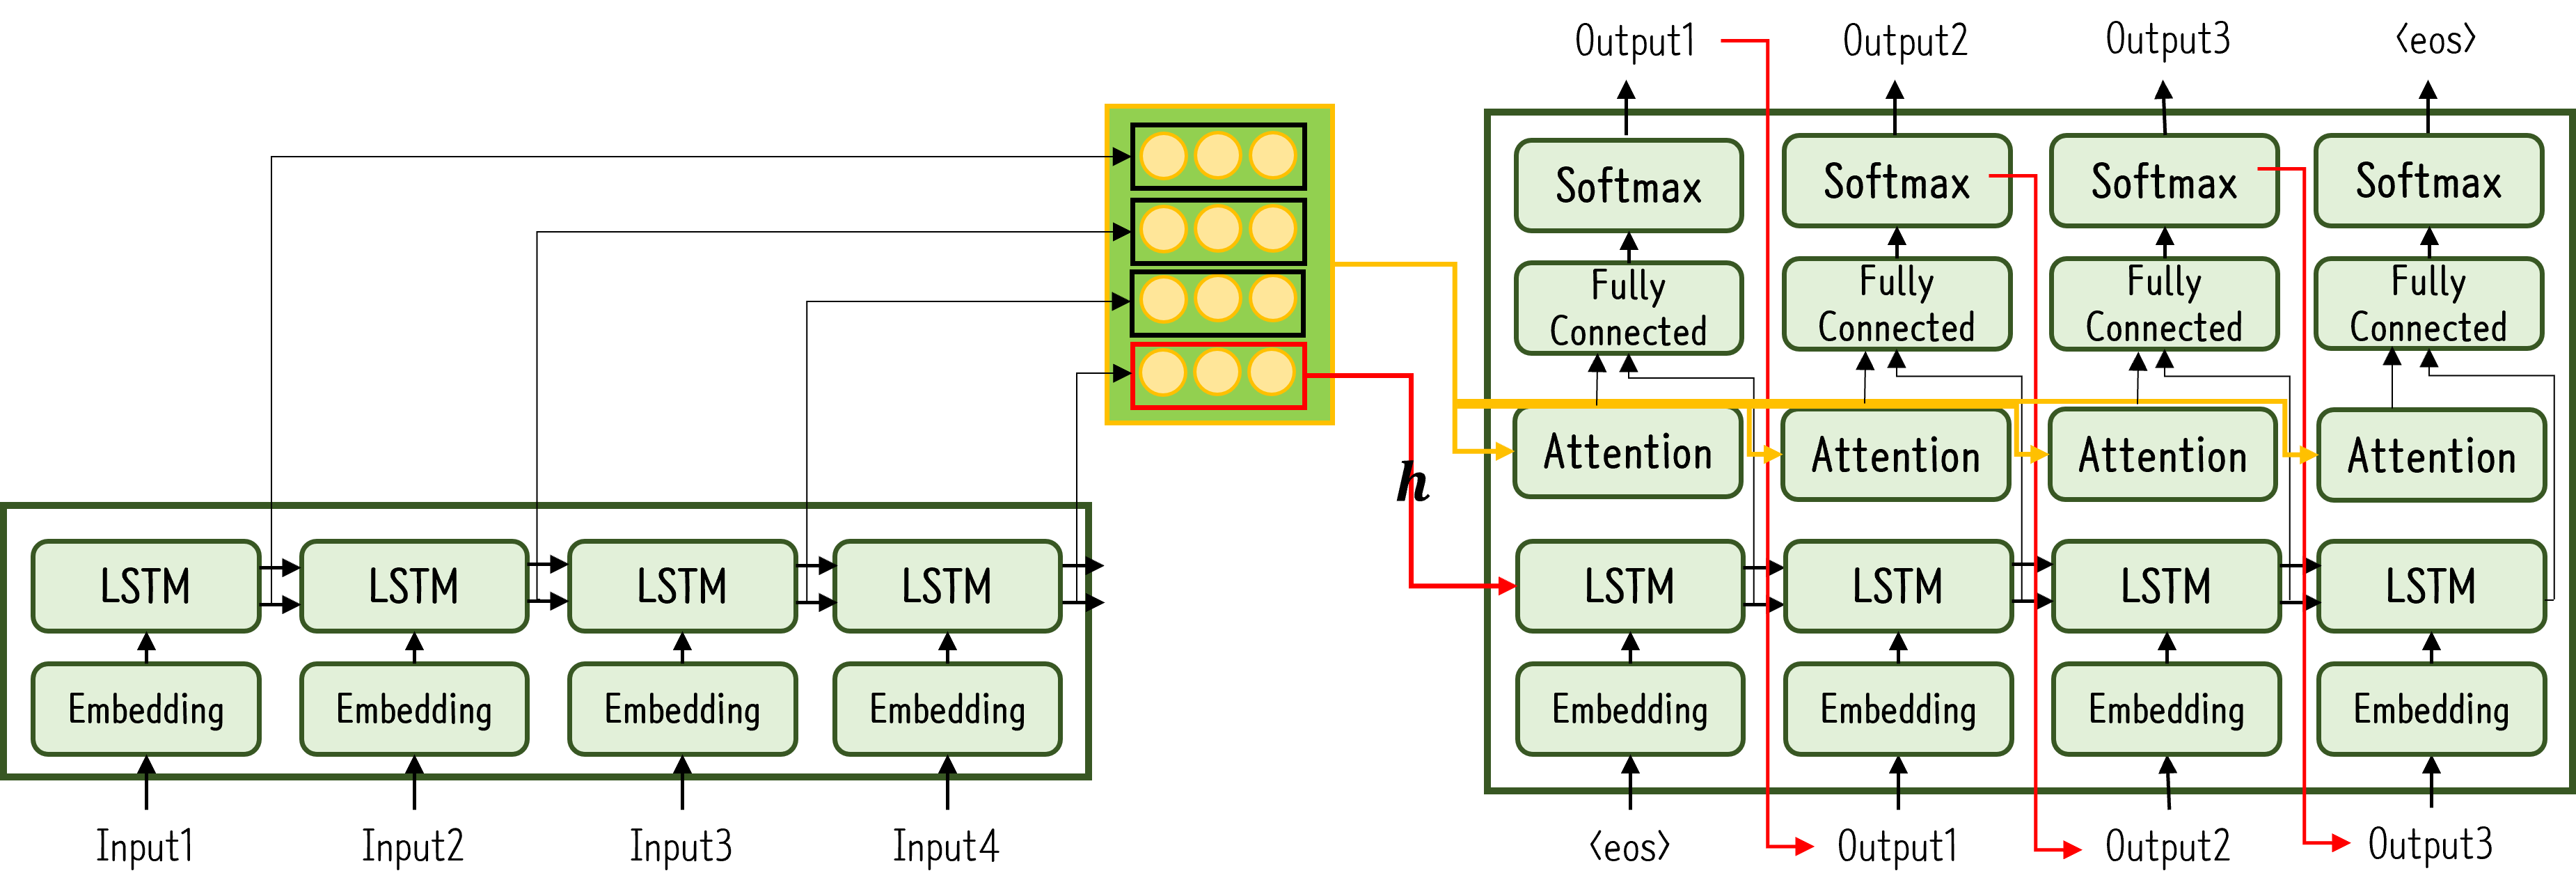 Output1
Output2
Output3
<eos>
Softmax
Softmax
Softmax
Softmax
Fully
Connected
Fully
Connected
Fully
Connected
Fully
Connected
Attention
Attention
Attention
Attention
h
LSTM
LSTM
LSTM
LSTM
LSTM
LSTM
LSTM
LSTM
Embedding
Embedding
Embedding
Embedding
Embedding
Embedding
Embedding
Embedding
Input1
Input2
Input3
Input4
<eos>
Output1
Output2
Output3